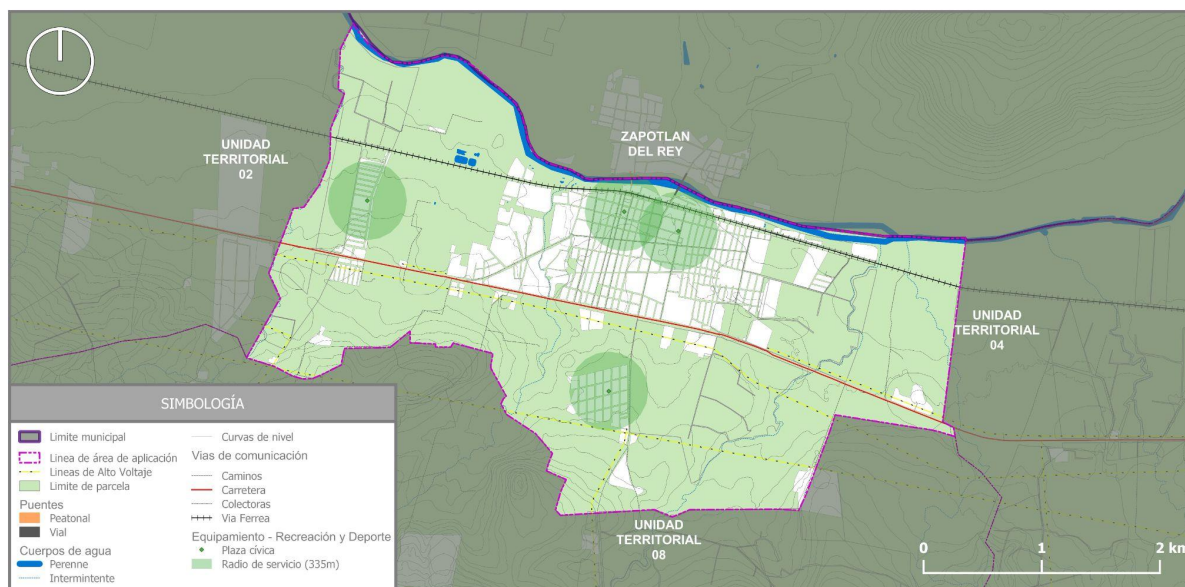 ZAPOTLAN
DEL REY
UNIDAD
TERRITORIAL
02
UNIDAD
TERRITORIAL
04
UNIDAD
TERRITORIAL
08
0 1 2 km
SIMBOLOGÍA
Limite municipal
Linea de área de aplicación
Lineas de Alto Voltaje
Limite de parcela
Puentes
Peatonal
Vial
Cuerpos de agua
Perenne
Intermintente
Curvas de nivel
Vias de comunicación
Caminos
Carretera
Colectoras
Via Ferrea
Equipamiento - Recreación y Deporte
Plaza cívica
Radio de servicio (335m)